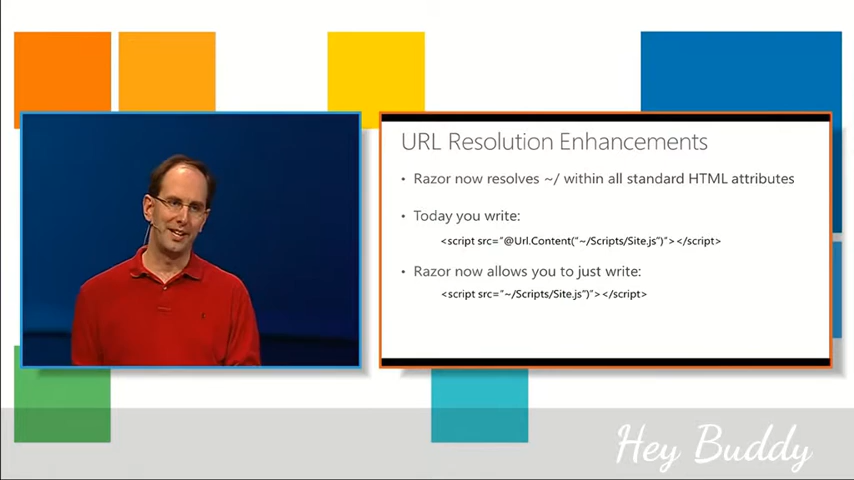 URL Resolution Enhancements
• Razor now resolves ~/ within all standard HTML attributes
• Today you write:
<script src="@Url.Content("~/Scripts/Site.js")"></script>
• Razor now allows you to just write:
<script src="~/Scripts/Site.js")"></script>
Hey Buddy